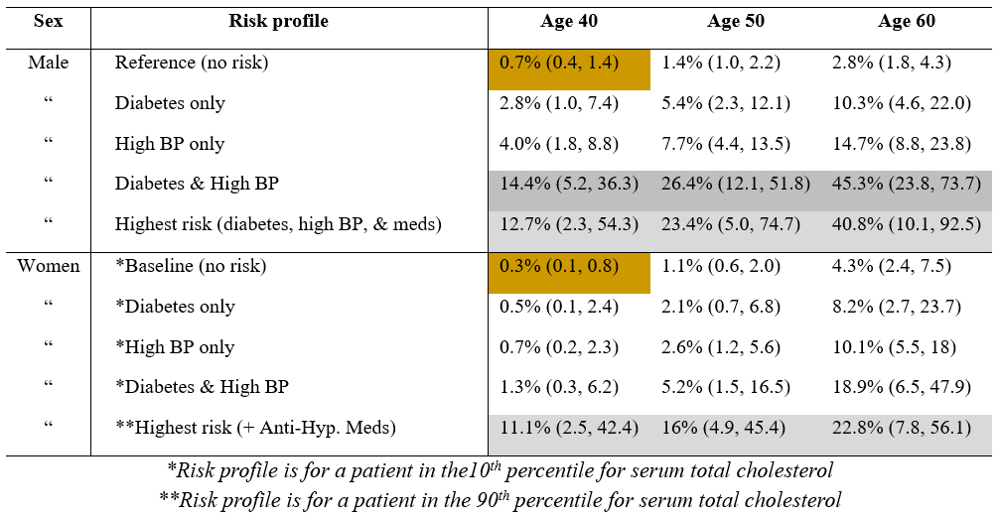 Sex Risk profile Age 40 Age 50 Age 60
Male Reference (no risk) 0.7% (0.4, 1.4) 1.4% (1.0, 2.2) 2.8% (1.8, 4.3)
“ Diabetes only 2.8% (1.0, 7.4) 5.4% (2.3, 12.1) 10.3% (4.6, 22.0)
“ High BP only 4.0% (1.8, 8.8) 7.7% (4.4, 13.5) 14.7% (8.8, 23.8)
“ Diabetes & High BP 14.4% (5.2, 36.3) 26.4% (12.1, 51.8) 45.3% (23.8, 73.7)
“ Highest risk (diabetes, high BP, & meds) 12.7% (2.3, 54.3) 23.4% (5.0, 74.7) 40.8% (10.1, 92.5)
Women *Baseline (no risk) 0.3% (0.1, 0.8) 1.1% (0.6, 2.0) 4.3% (2.4, 7.5)
“ *Diabetes only 0.5% (0.1, 2.4) 2.1% (0.7, 6.8) 8.2% (2.7, 23.7)
“ *High BP only 0.7% (0.2, 2.3) 2.6% (1.2, 5.6) 10.1% (5.5, 18)
“ *Diabetes & High BP 1.3% (0.3, 6.2) 5.2% (1.5, 16.5) 18.9% (6.5, 47.9)
“ **Highest risk (+ Anti-Hyp. Meds) 11.1% (2.5, 42.4) 16% (4.9, 45.4) 22.8% (7.8, 56.1)
*Risk profile is for a patient in the10th percentile for serum total cholesterol
**Risk profile is for a patient in the 90th percentile for serum total cholesterol